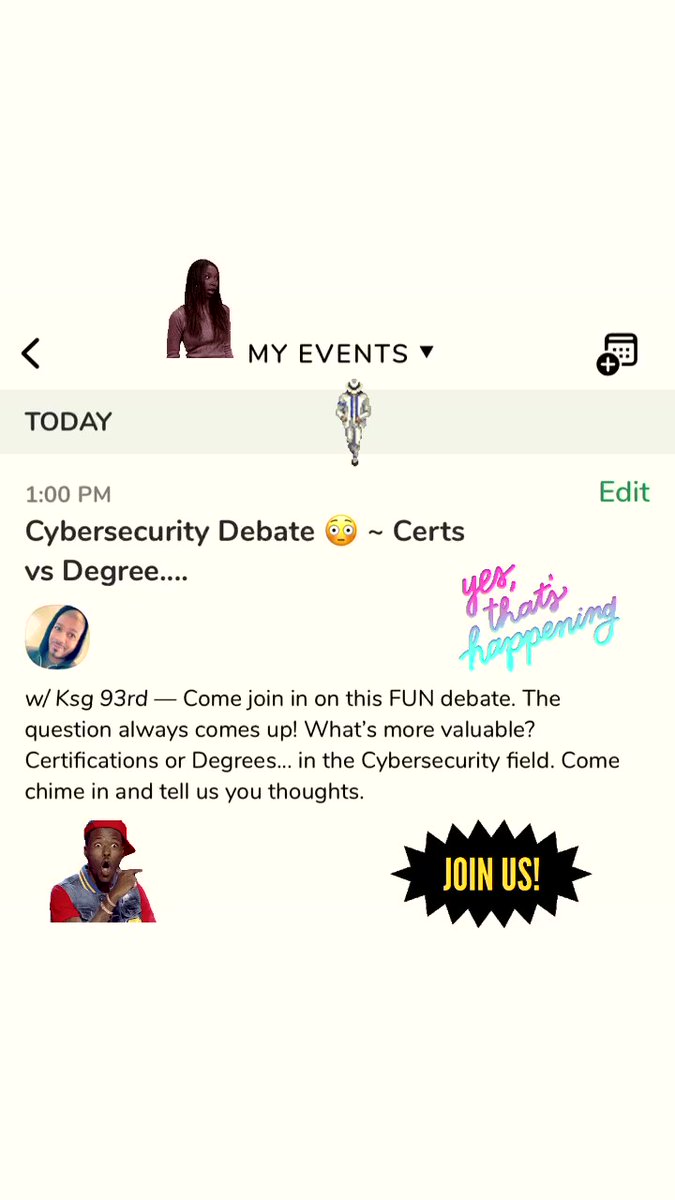 MY EVENTS ▼
TODAY
1:00 PM
Edit
Cybersecurity Debate 😳 ~ Certs
vs Degree....
yes,
that's
happening
w/ Ksg 93rd — Come join in on this FUN debate. The
question always comes up! What's more valuable?
Certifications or Degrees... in the Cybersecurity field. Come
chime in and tell us you thoughts.
JOIN US!